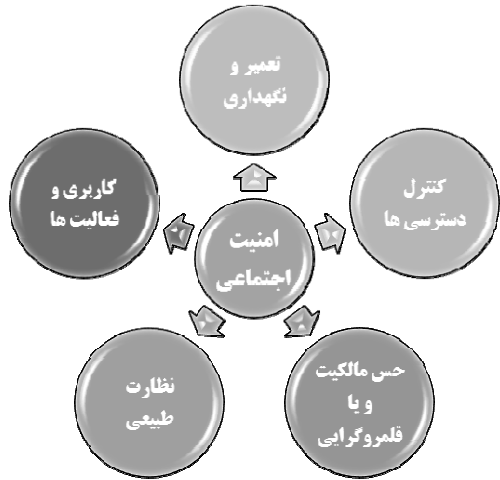 تعمیر و
نگهداری
کنترل
دسترسی ها
کاربری و
فعالیت ها
امنیت
اجتماعی
حس مالکیت
و یا
قلمروگرایی
نظارت
طبیعی